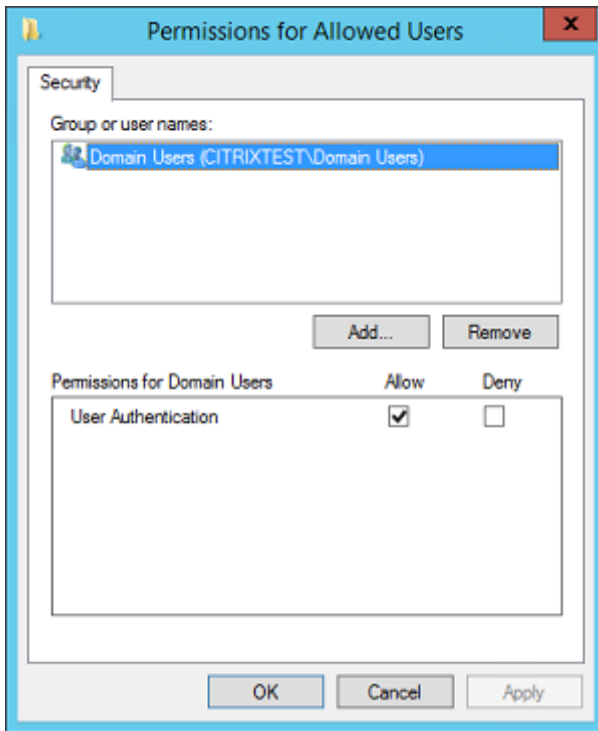 Permissions for Allowed Users
x
Security
Group or user names:
Domain Users (CITRIXTEST\Domain Users)
Add... Remove
Permissions for Domain Users Allow Deny
User Authentication
OK Cancel Apply